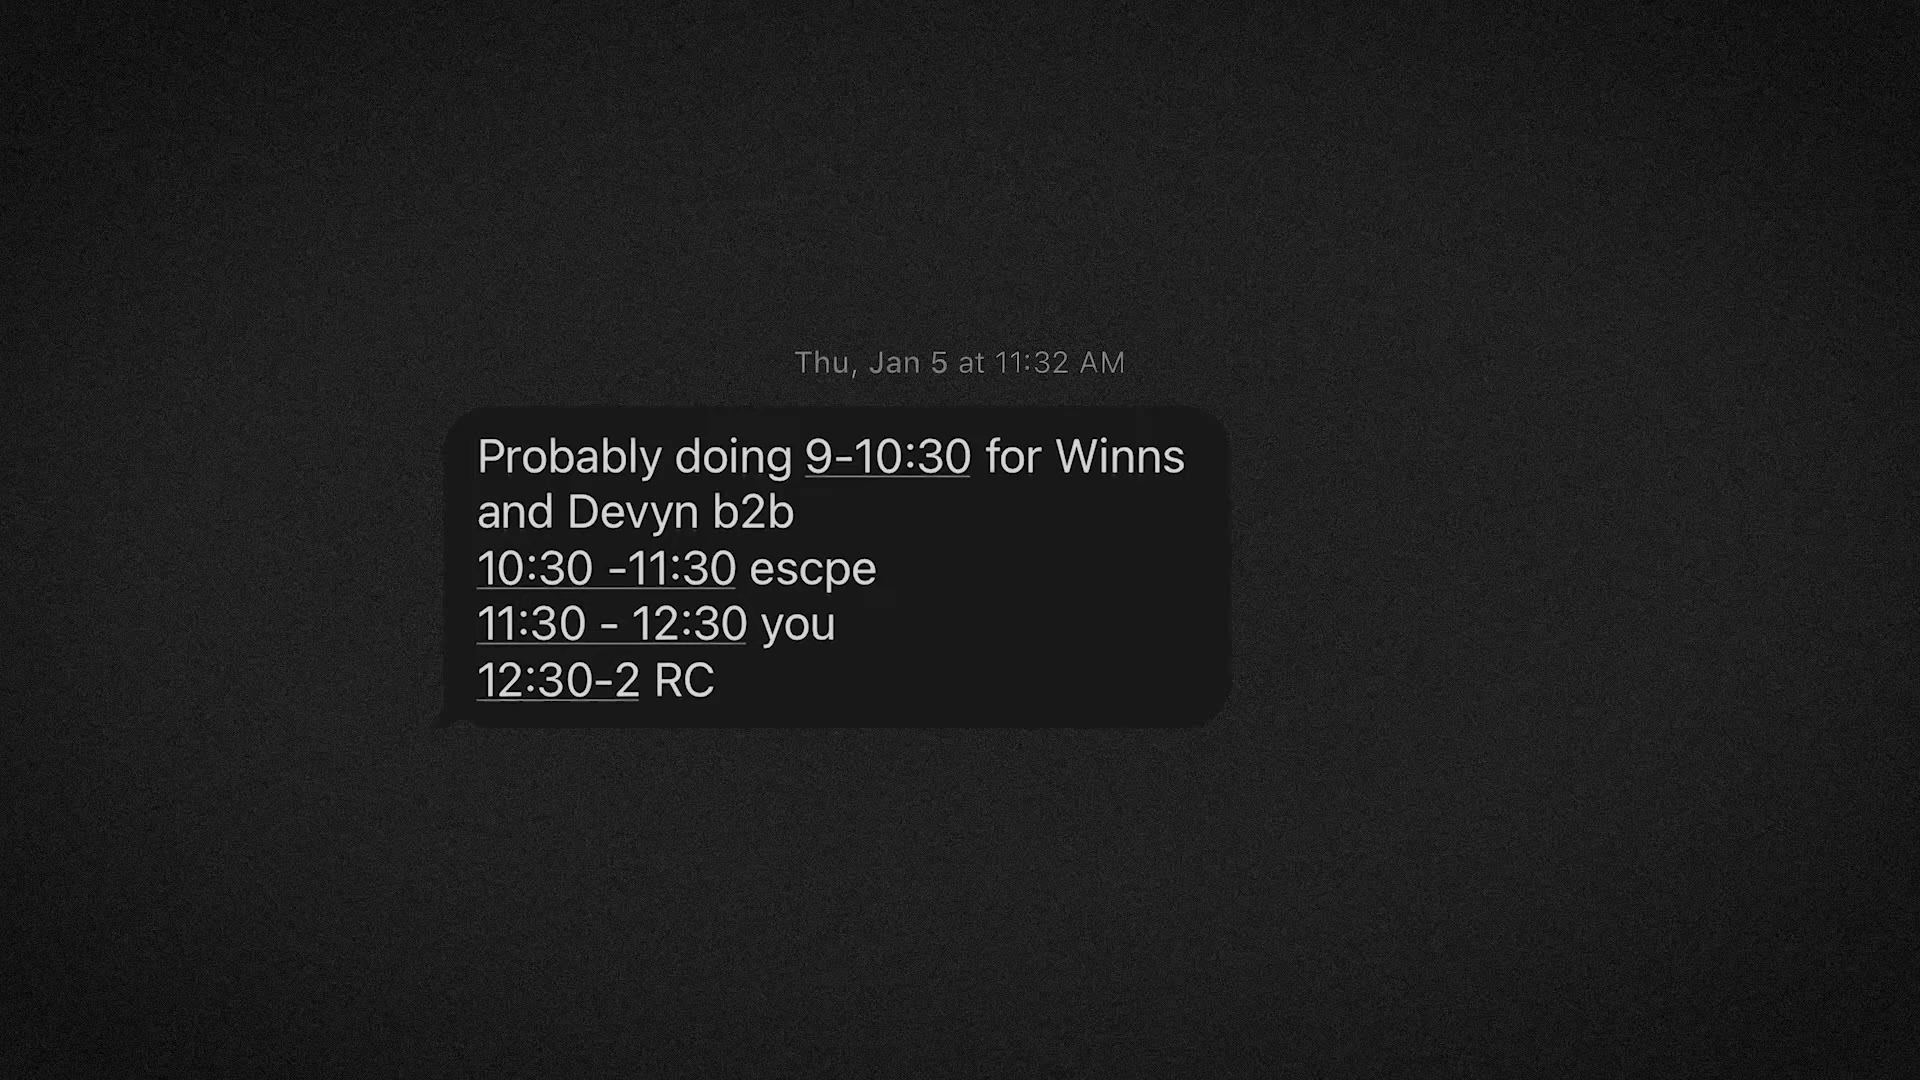 Thu, Jan 5 at 11:32 AM
Probably doing 9-10:30 for Winns
and Devyn b2b
10:30 -11:30 escpe
11:30 - 12:30 you
12:30-2 RC